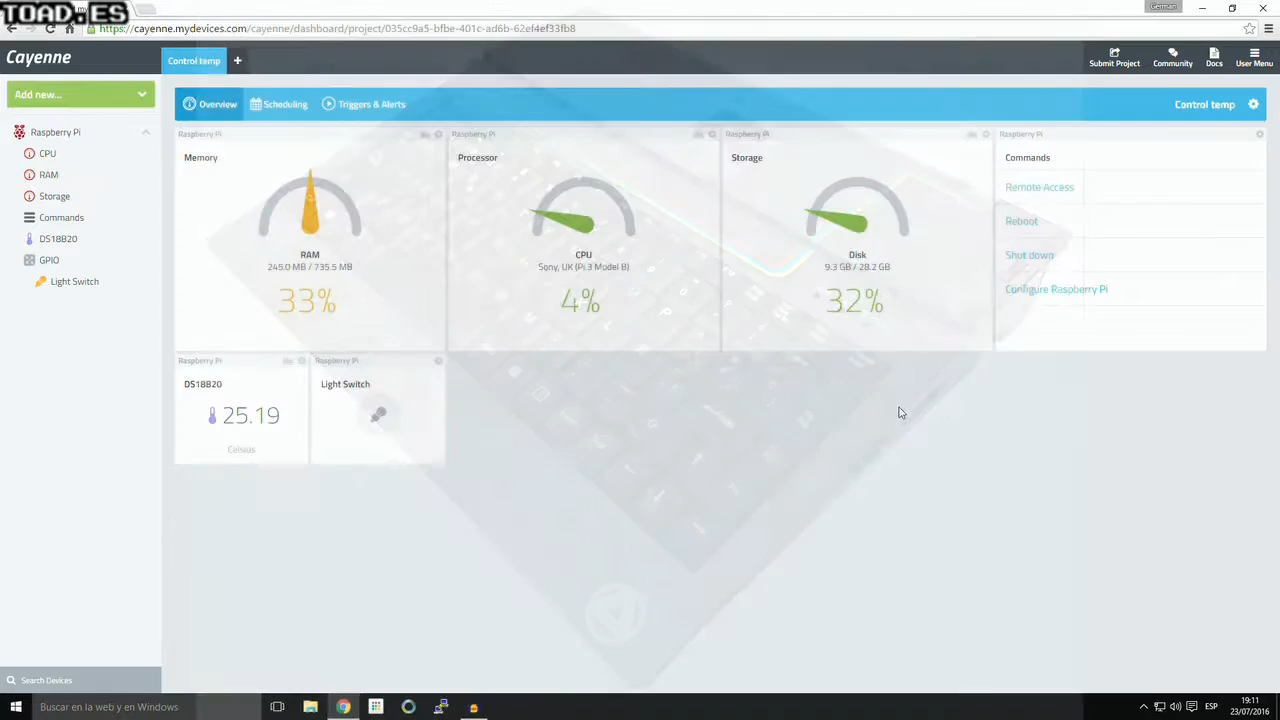 TOAD.ES
German
https://cayenne.mydevices.com/cayenne/dashboard/project/035cc9a5-bfbe-401c-ad6b-62ef4ef33fb8
Cayenne
Control temp
+
Submit Project
Community
Docs
User Menu
Add new...
Overview
Scheduling
Triggers & Alerts
Control temp
Raspberry Pi
CPU
RAM
Storage
Commands
DS18B20
GPIO
Light Switch
Raspberry Pi
Memory
RAM
245.0 MB / 735.5 MB
33%
Raspberry Pi
Processor
CPU
Sony, UK (Pi 3 Model B)
4%
Raspberry Pi
Storage
Disk
9.3 GB / 28.2 GB
32%
Raspberry Pi
Commands
Remote Access
Reboot
Shut down
Configure Raspberry Pi
Raspberry Pi
DS18B20
25.19
Celsius
Raspberry Pi
Light Switch
Search Devices
Buscar en la web y en Windows
ESP
19:11
23/07/2016